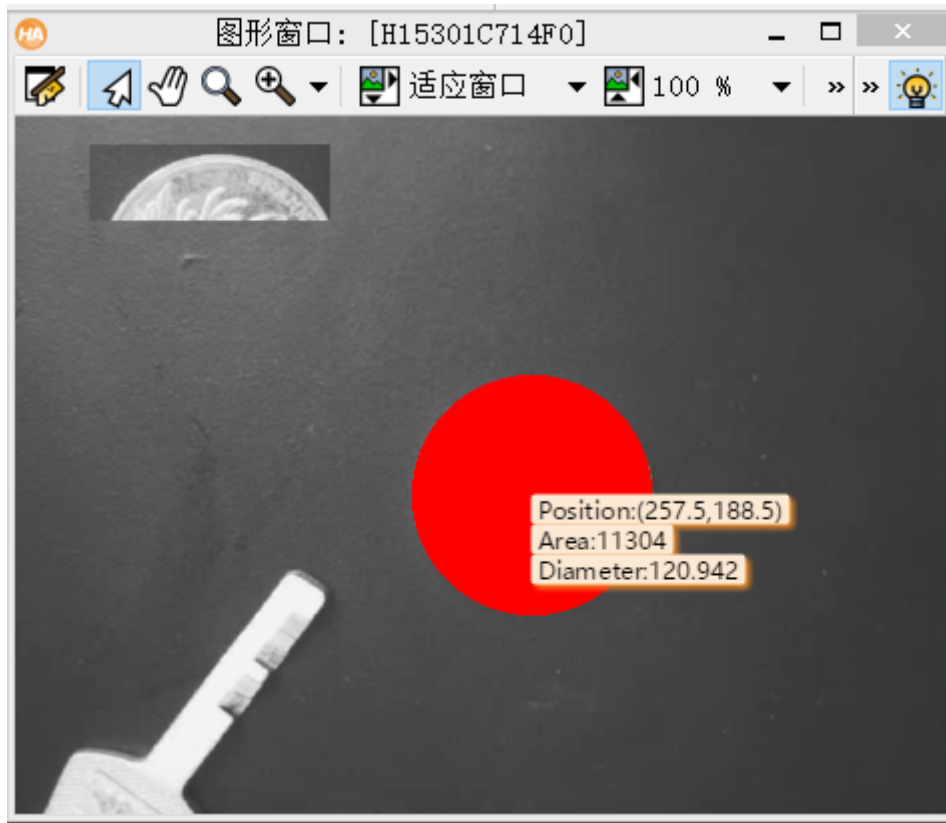 HA 图形窗口: [H15301C714F0]
适应窗口 100 % » »
Position:(257.5,188.5)
Area:11304
Diameter:120.942